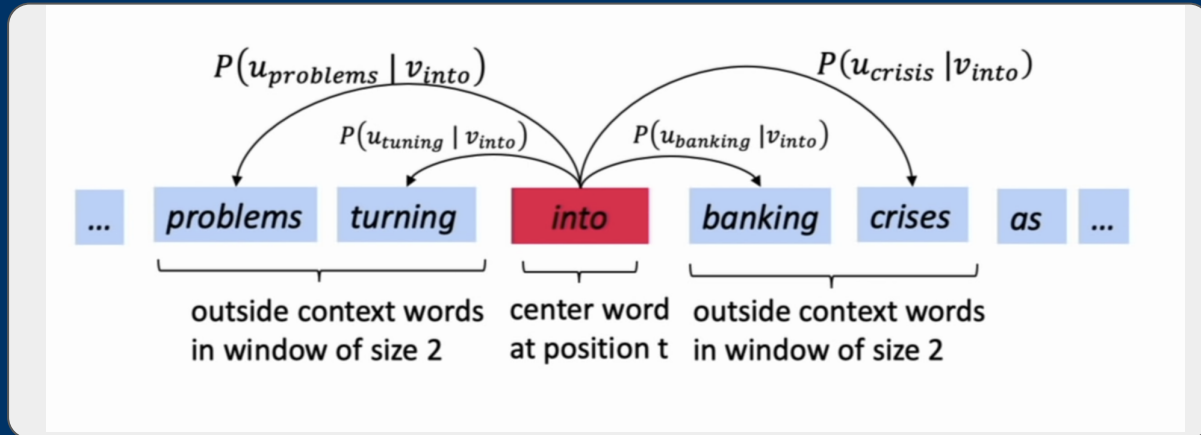 P(u_problems | v_into)
P(u_crisis |v_into)
P(u_tuning | v_into)
P(u_banking |v_into)
... problems turning into banking crises as ...
outside context words
in window of size 2
center word
at position t
outside context words
in window of size 2